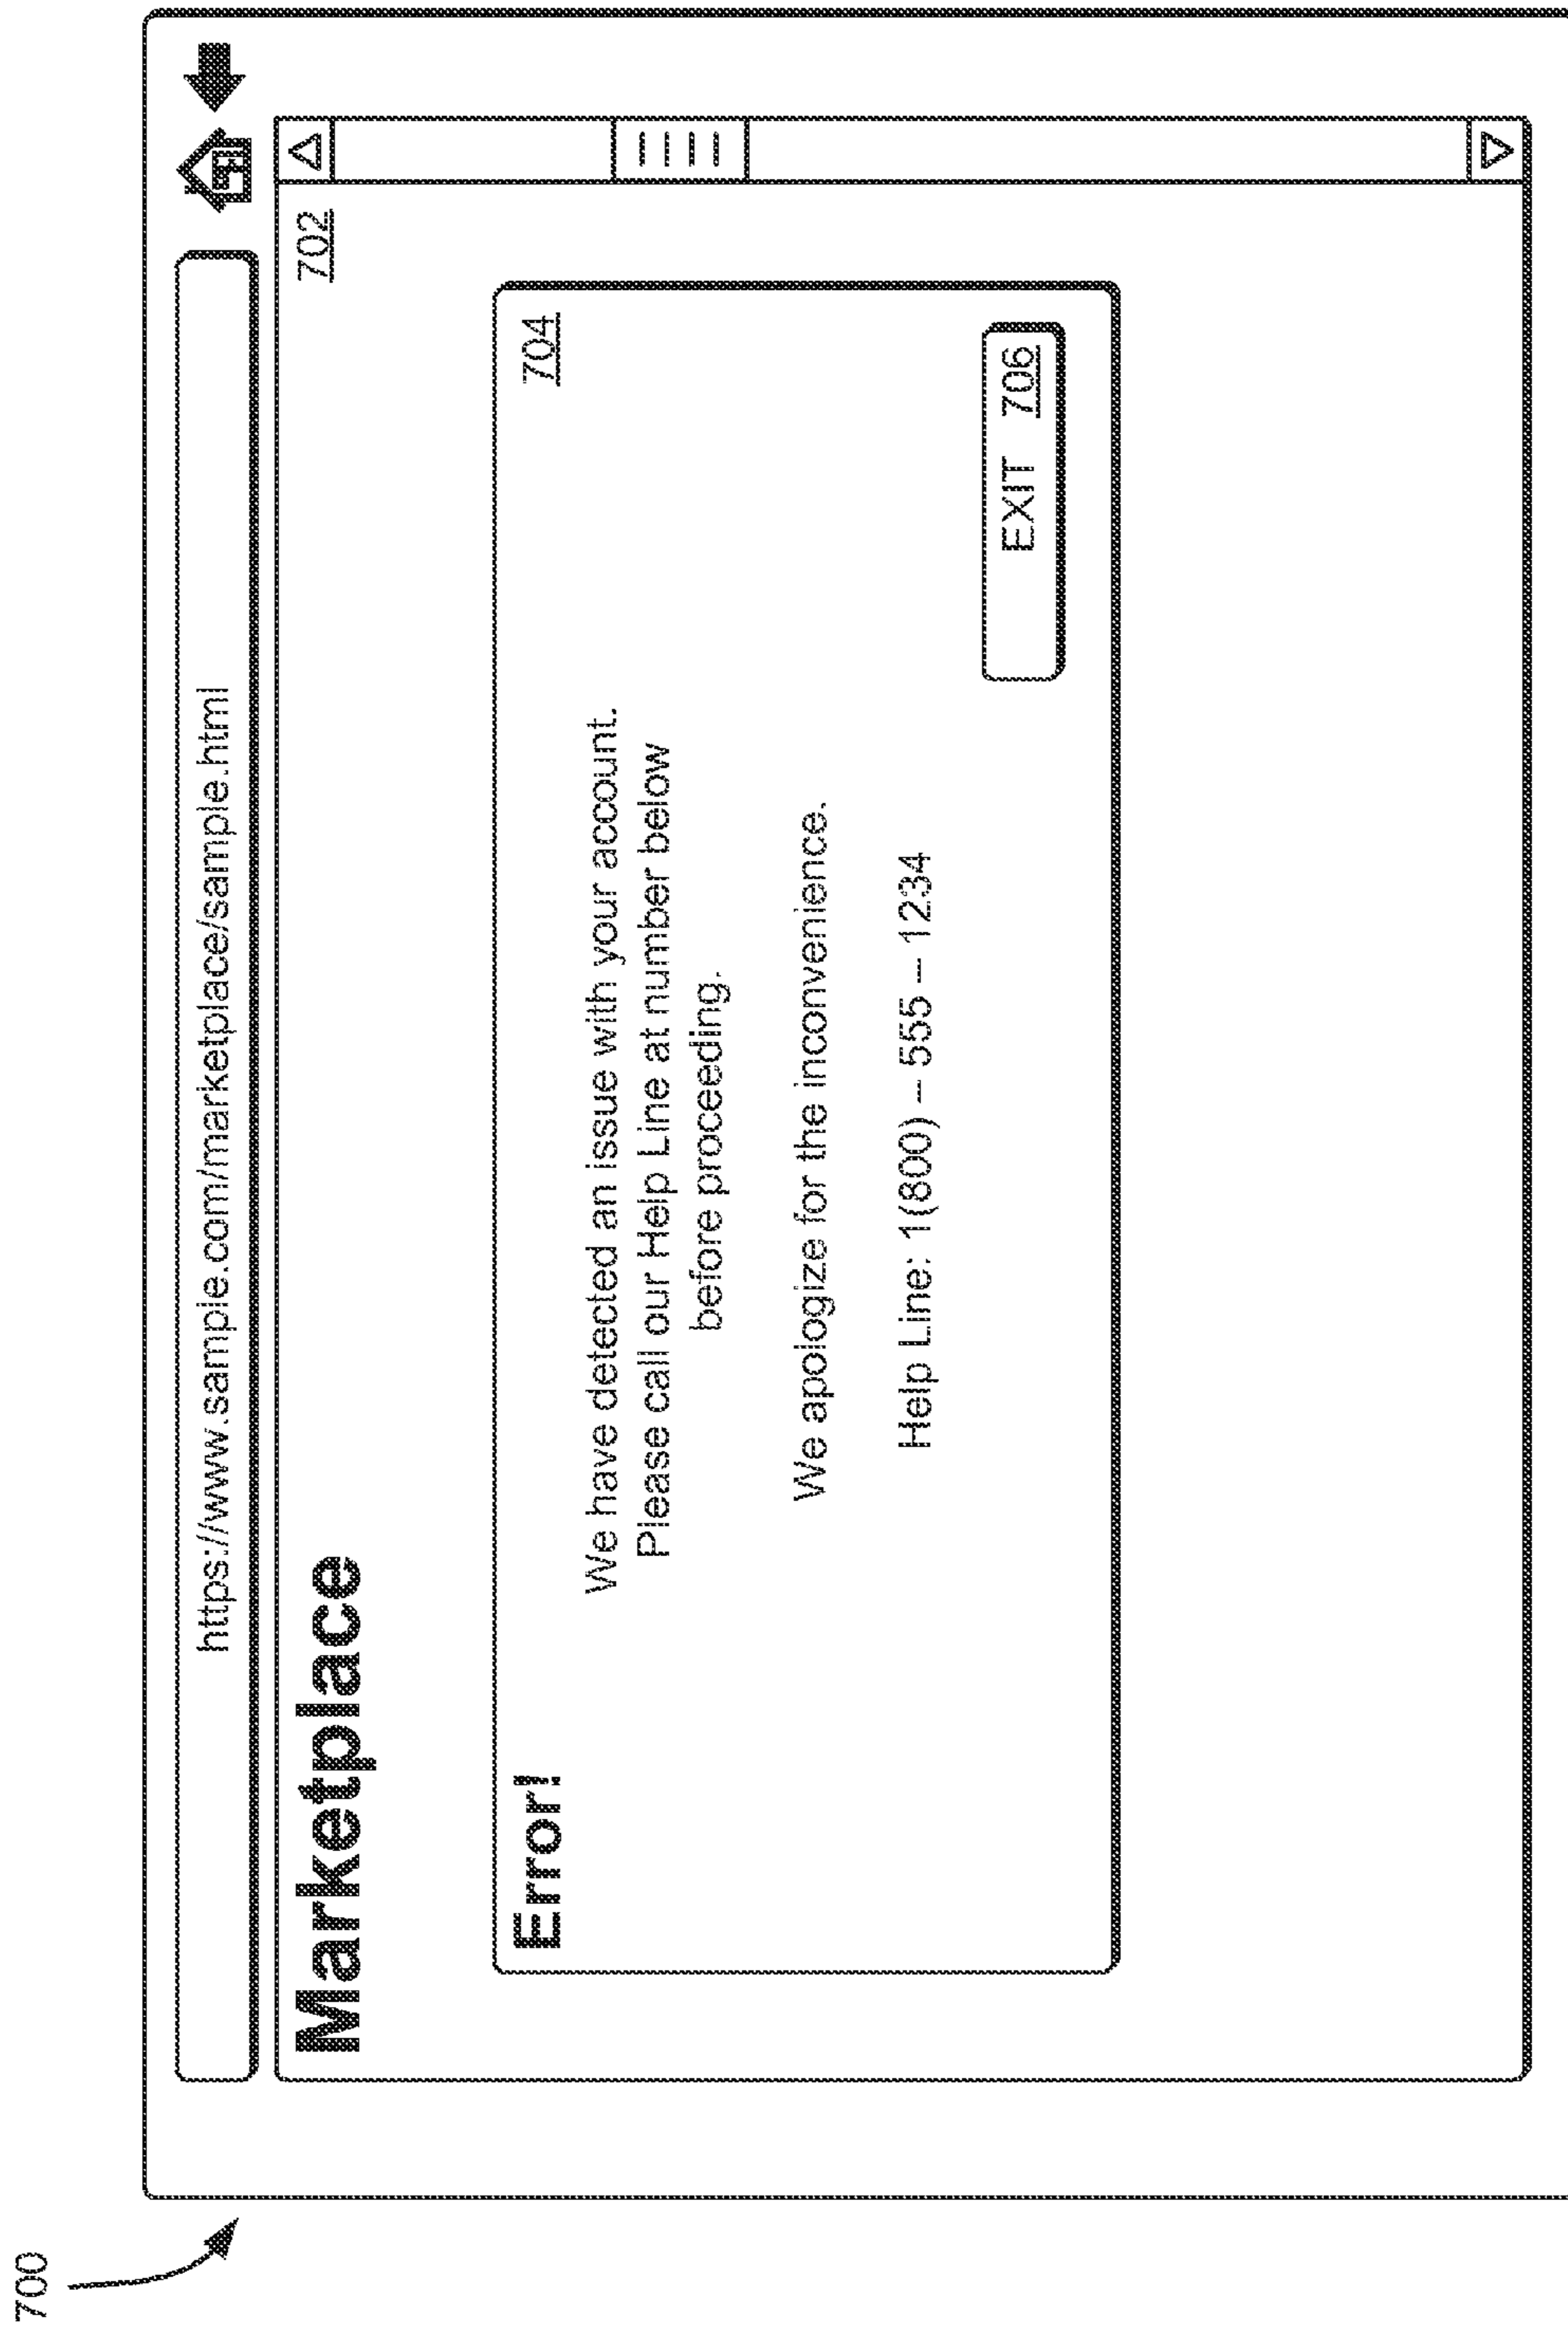 700
https://www.sample.com/marketplace/sample.html
Marketplace 702
Error! 704
We have detected an issue with your account.
Please call our Help Line at number below
before proceeding.
We apologize for the inconvenience.
Help Line: 1(800) – 555 – 1234
EXIT 706